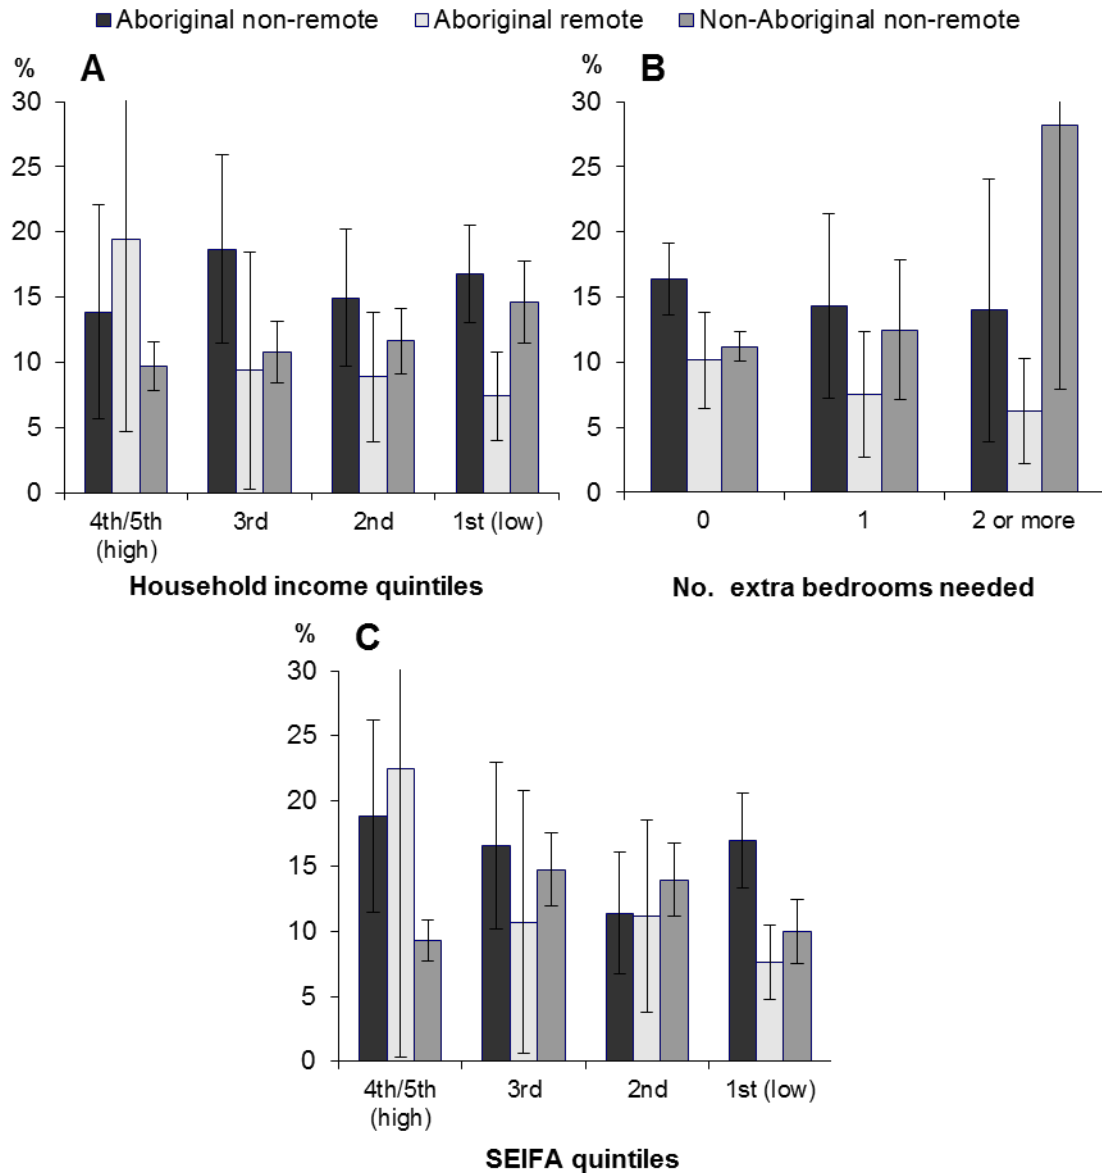 Aboriginal non-remote Aboriginal remote Non-Aboriginal non-remote
% A
30
25
20
15
10
5
0
4th/5th (high) 3rd 2nd 1st (low)
Household income quintiles
% B
30
25
20
15
10
5
0
0 1 2 or more
No. extra bedrooms needed
% C
30
25
20
15
10
5
0
4th/5th (high) 3rd 2nd 1st (low)
SEIFA quintiles